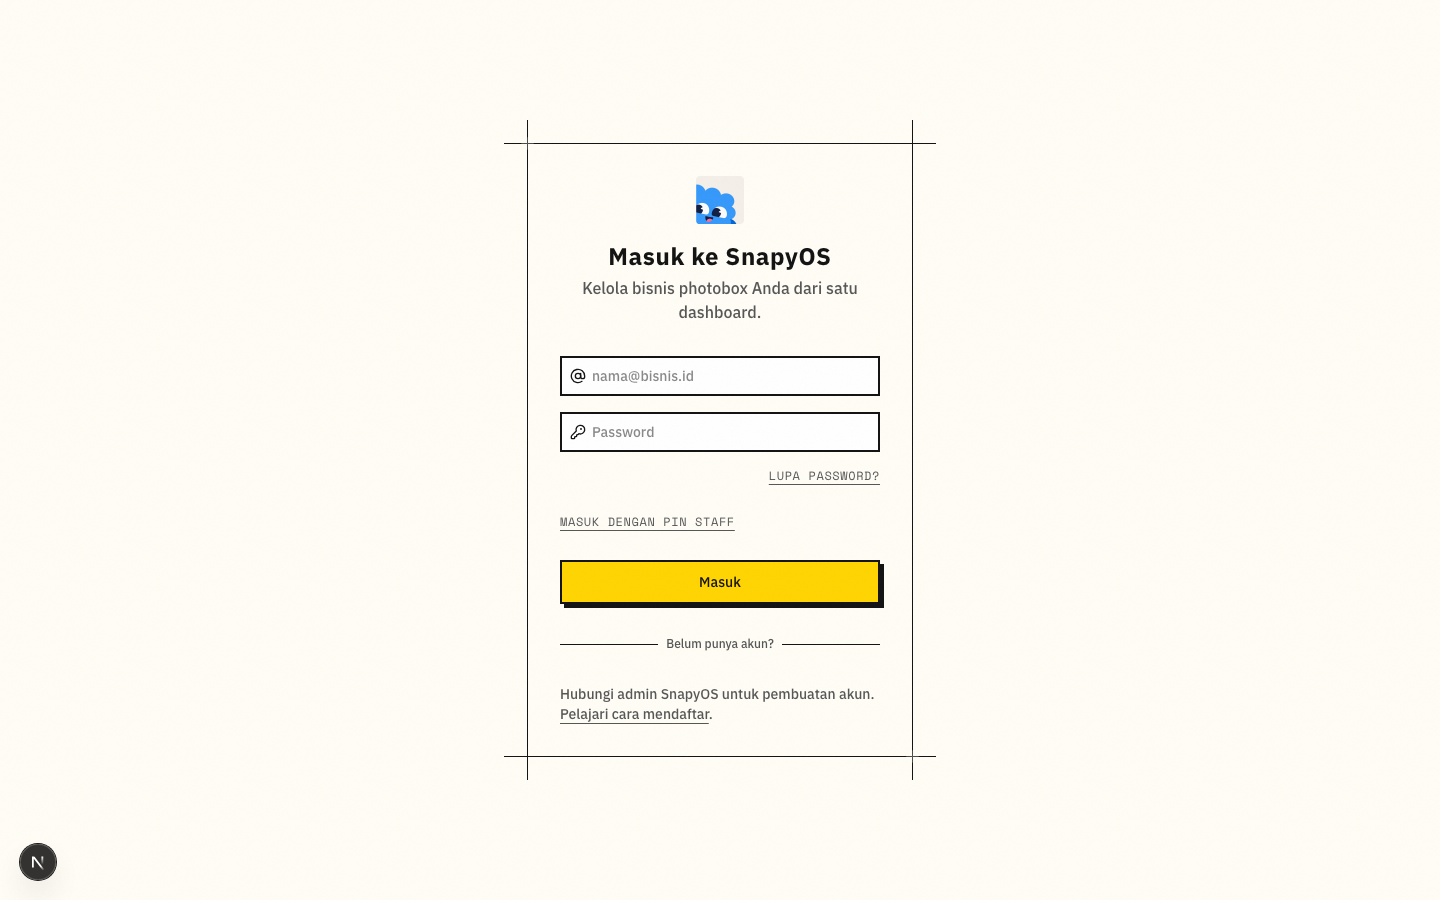 Masuk ke SnapyOS
Kelola bisnis photobox Anda dari satu
dashboard.
nama@bisnis.id
Password
LUPA PASSWORD?
MASUK DENGAN PIN STAFF
Masuk
Belum punya akun?
Hubungi admin SnapyOS untuk pembuatan akun.
Pelajari cara mendaftar.
N